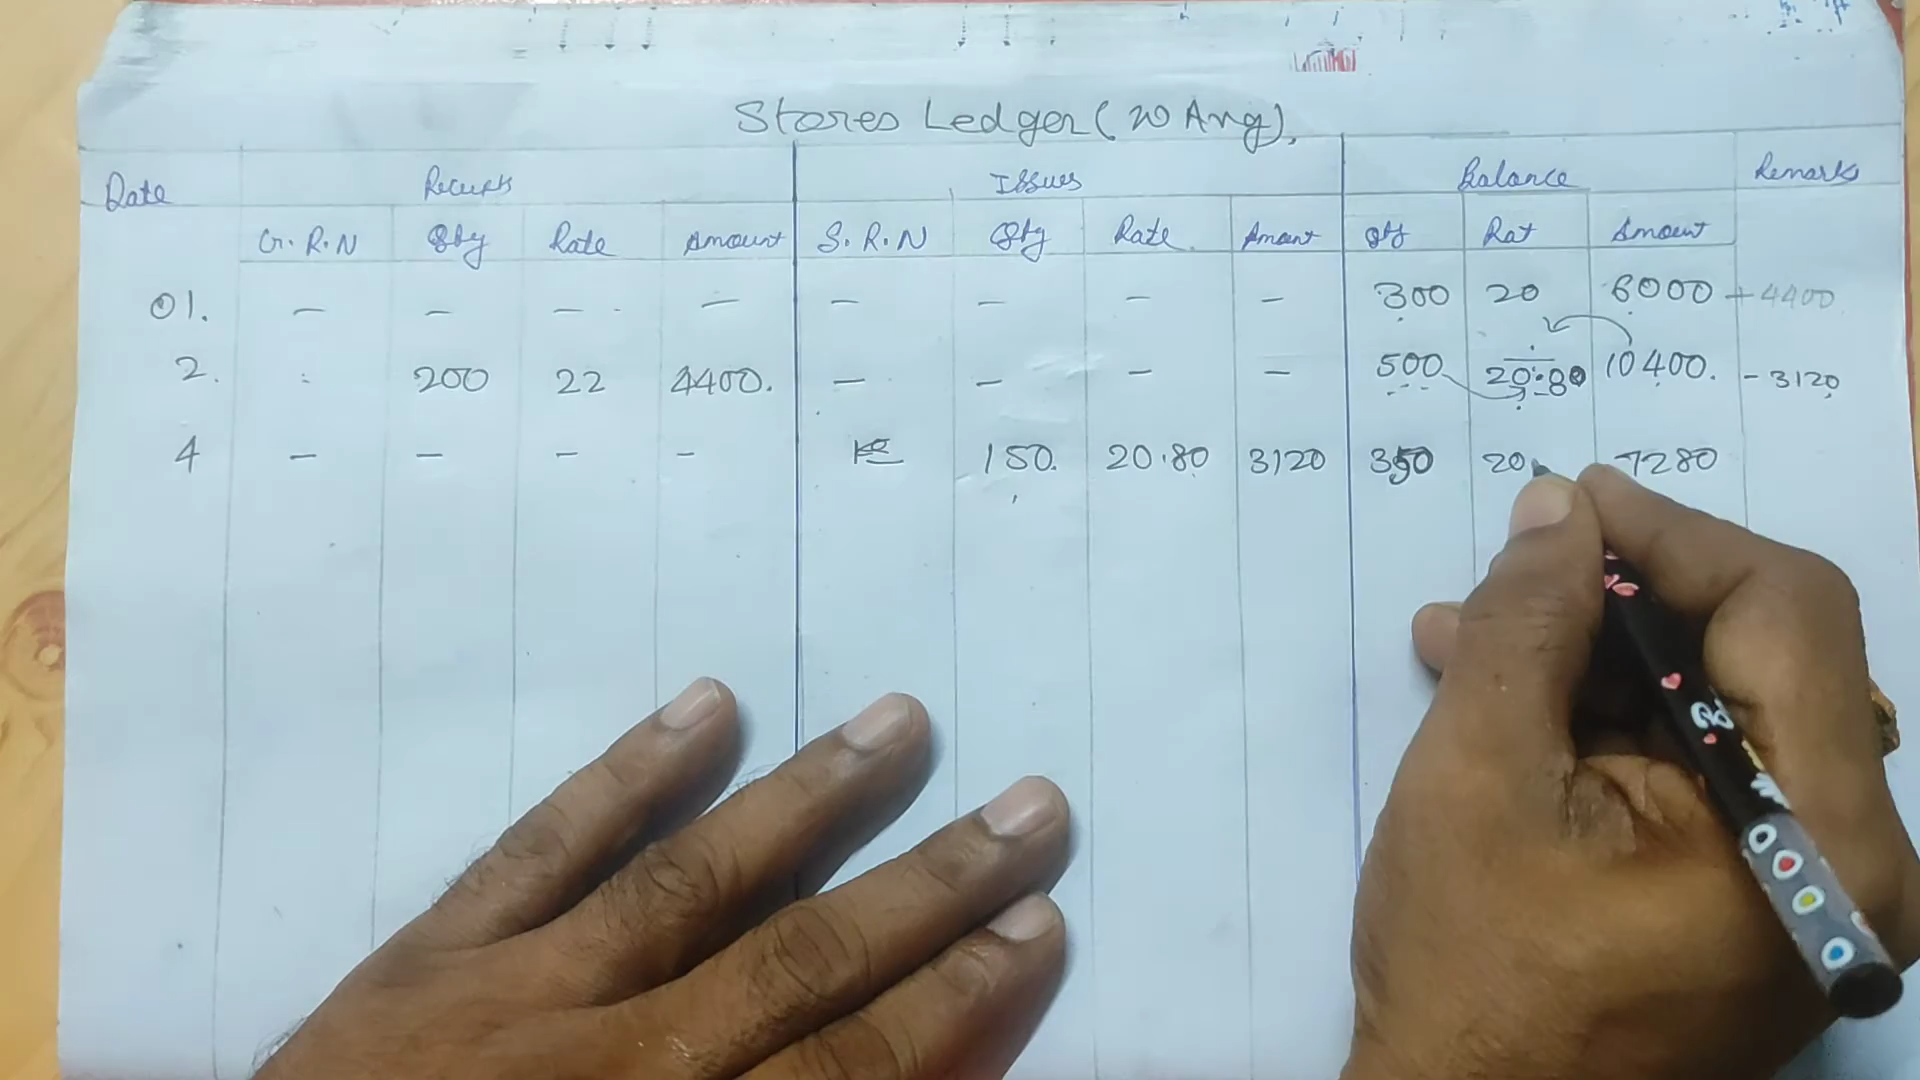 Stores Ledger (W Avg).
Date Receipts Issues Balance Remarks
G.R.N Qty Rate Amount S.R.N Qty Rate Amount Qty Rat Amount
01. — — — — — — — — 300 20 6000 + 4400
2. 200 22 4400. — — — — 500 20.80 10400. - 3120
4 — — — — 150. 20.80 3120 350 20. 7280